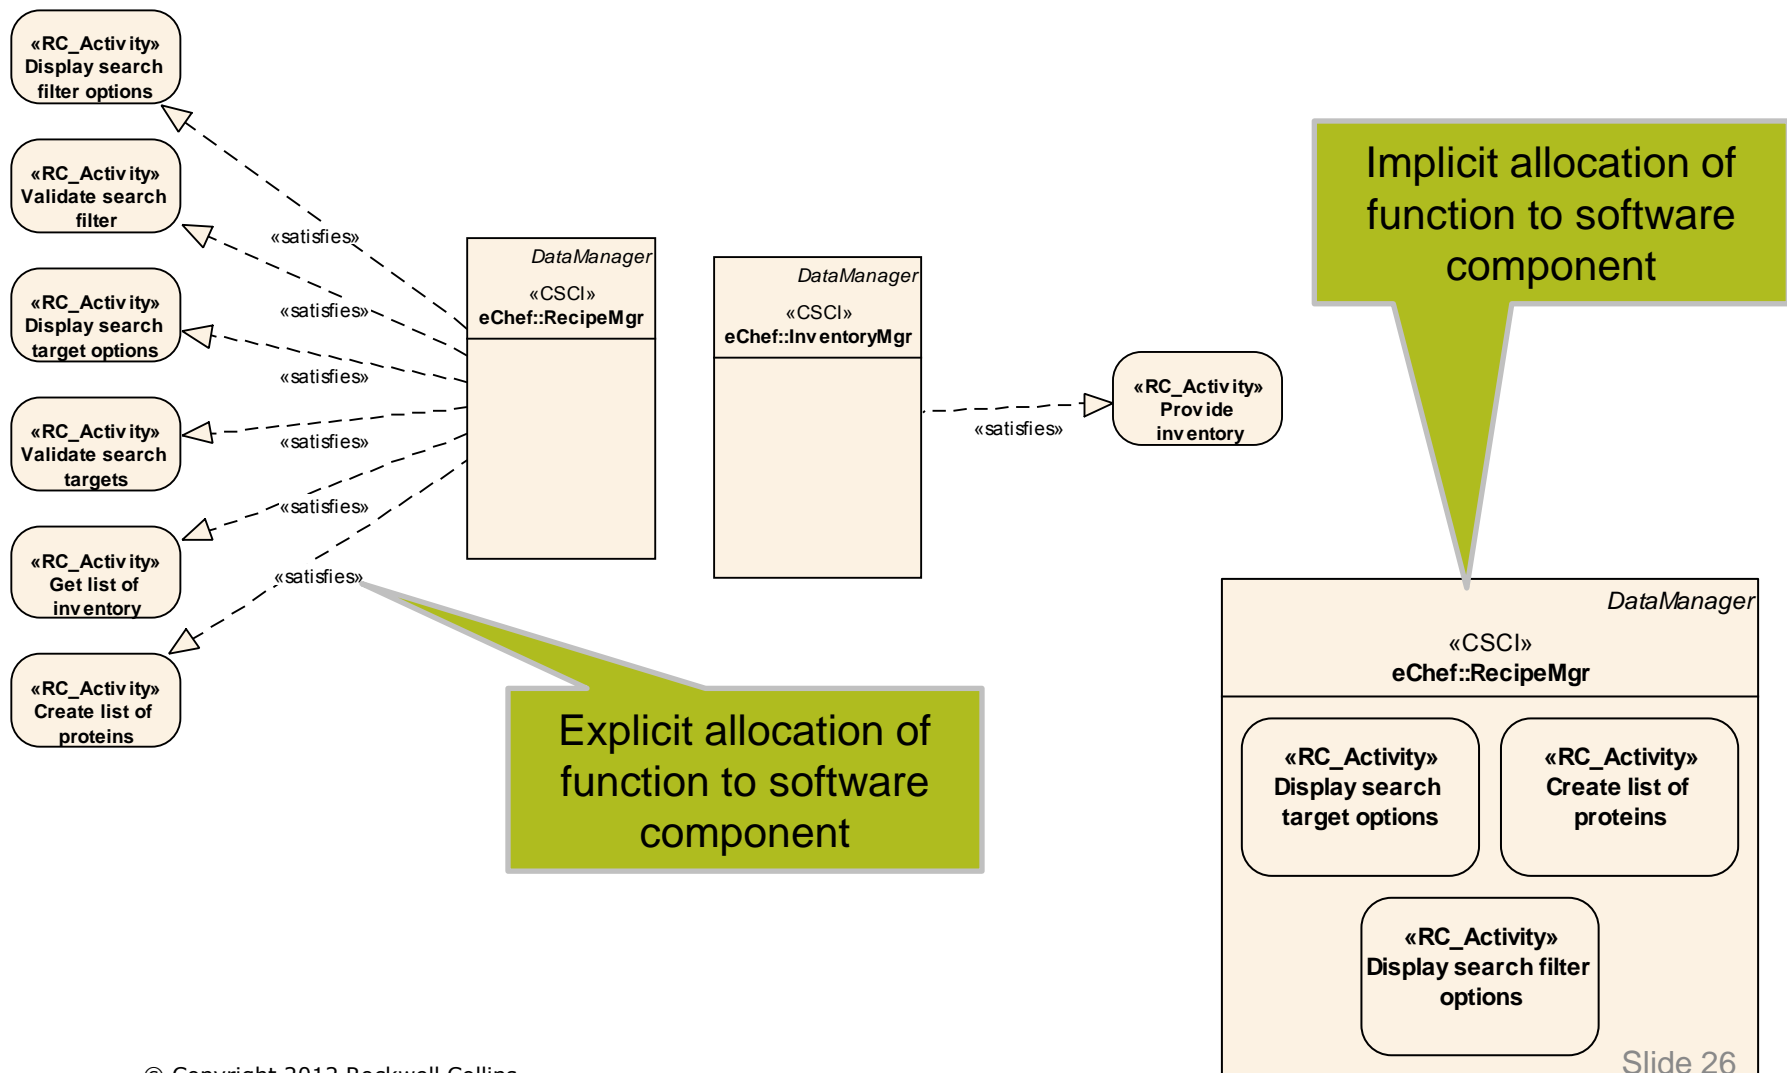 «RC_Activity»
Display search
filter options
«RC_Activity»
Validate search
filter
«RC_Activity»
Display search
target options
«RC_Activity»
Validate search
targets
«RC_Activity»
Get list of
inventory
«RC_Activity»
Create list of
proteins
«satisfies»
«satisfies»
«satisfies»
«satisfies»
«satisfies»
«satisfies»
DataManager
«CSCI»
eChef::RecipeMgr
DataManager
«CSCI»
eChef::InventoryMgr
«satisfies»
«RC_Activity»
Provide
inventory
Implicit allocation of
function to software
component
Explicit allocation of
function to software
component
DataManager
«CSCI»
eChef::RecipeMgr
«RC_Activity»
Display search
target options
«RC_Activity»
Create list of
proteins
«RC_Activity»
Display search filter
options
© Copyright 2012 Rockwell Collins
Slide 26